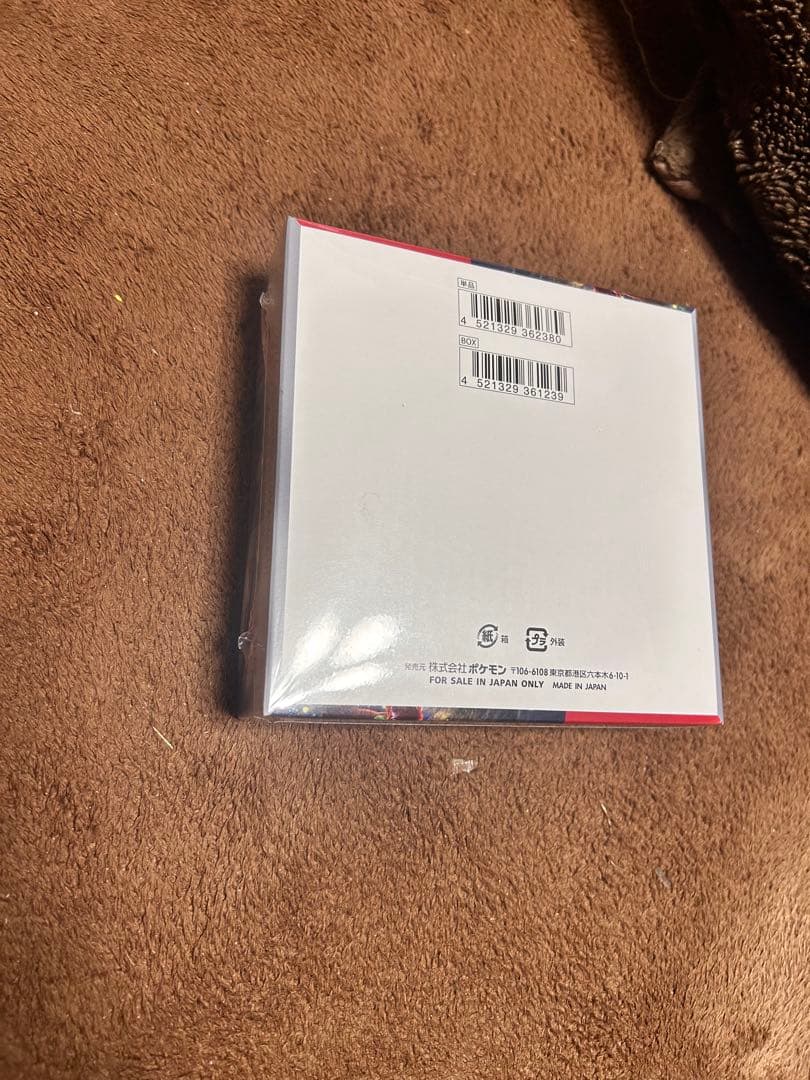 単品
4 521329 362380
BOX
4 521329 361239
紙 箱 プラ 外装
発売元 株式会社ポケモン 〒106-6108 東京都港区六本木6-10-1
FOR SALE IN JAPAN ONLY MADE IN JAPAN